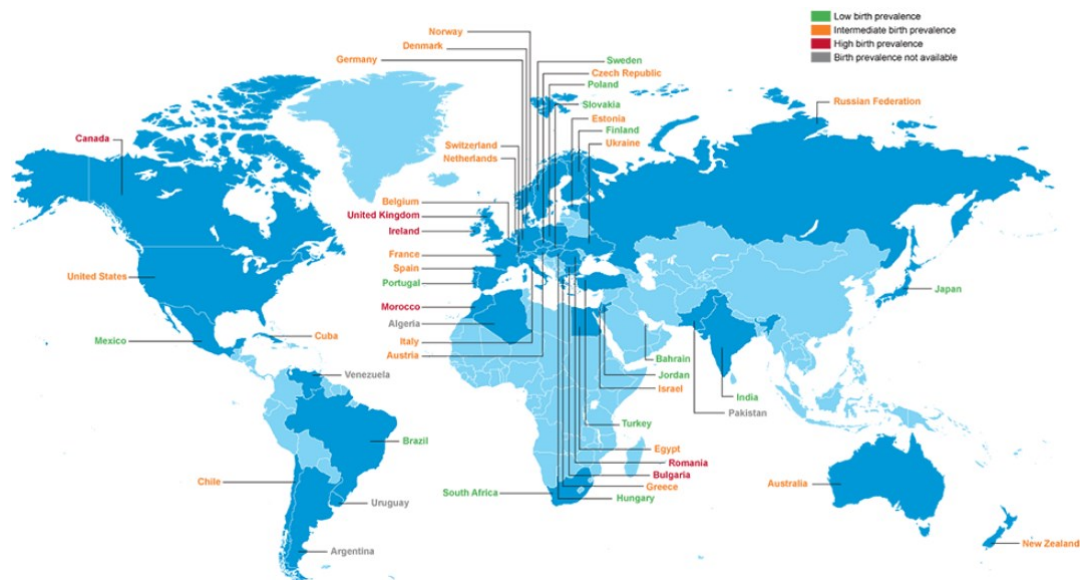 Low birth prevalence
Intermediate birth prevalence
High birth prevalence
Birth prevalence not available
Norway
Denmark
Germany
Sweden
Czech Republic
Poland
Slovakia
Russian Federation
Estonia
Finland
Ukraine
Canada
Switzerland
Netherlands
Belgium
United Kingdom
Ireland
France
Spain
Portugal
United States
Japan
Morocco
Algeria
Italy
Austria
Mexico
Cuba
Venezuela
Bahrain
Jordan
Israel
India
Pakistan
Turkey
Brazil
Egypt
Romania
Bulgaria
Greece
Hungary
South Africa
Chile
Uruguay
Argentina
Australia
New Zealand